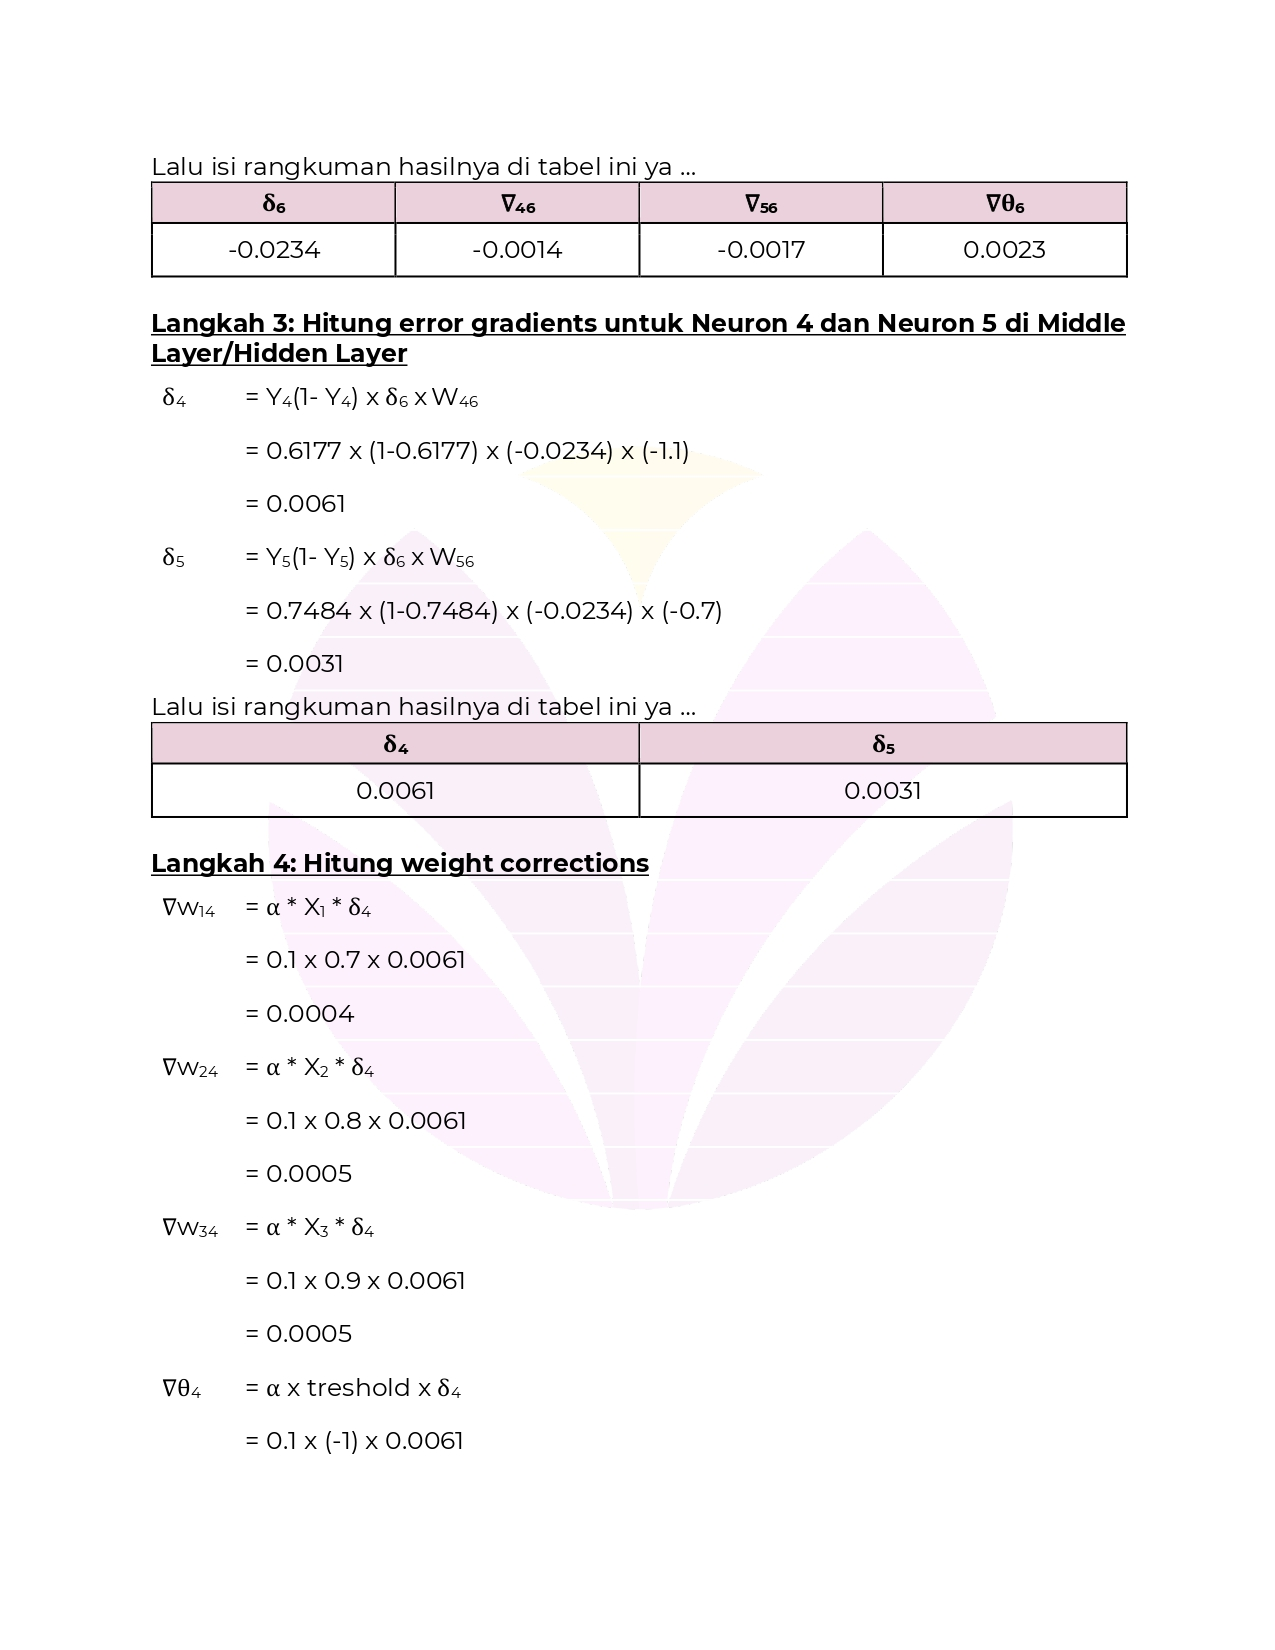 Lalu isi rangkuman hasilnya di tabel ini ya ...
δ₆ ∇₄₆ ∇₅₆ ∇θ₆
-0.0234 -0.0014 -0.0017 0.0023
Langkah 3: Hitung error gradients untuk Neuron 4 dan Neuron 5 di Middle
Layer/Hidden Layer
δ₄ = Y₄(1- Y₄) x δ₆ x W₄₆
= 0.6177 x (1-0.6177) x (-0.0234) x (-1.1)
= 0.0061
δ₅ = Y₅(1- Y₅) x δ₆ x W₅₆
= 0.7484 x (1-0.7484) x (-0.0234) x (-0.7)
= 0.0031
Lalu isi rangkuman hasilnya di tabel ini ya ...
δ₄ δ₅
0.0061 0.0031
Langkah 4: Hitung weight corrections
∇w₁₄ = α * X₁ * δ₄
= 0.1 x 0.7 x 0.0061
= 0.0004
∇w₂₄ = α * X₂ * δ₄
= 0.1 x 0.8 x 0.0061
= 0.0005
∇w₃₄ = α * X₃ * δ₄
= 0.1 x 0.9 x 0.0061
= 0.0005
∇θ₄ = α x treshold x δ₄
= 0.1 x (-1) x 0.0061